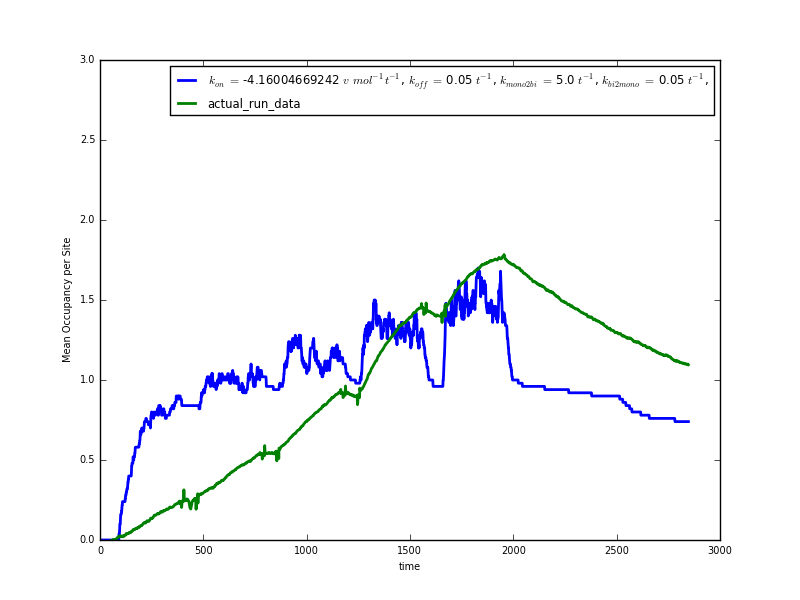 k_on = -4.16004669242 v mol^-1 t^-1, k_off = 0.05 t^-1, k_mono2bi = 5.0 t^-1, k_bi2mono = 0.05 t^-1,
actual_run_data
3.0
2.5
2.0
1.5
1.0
0.5
0.0
Mean Occupancy per Site
0 500 1000 1500 2000 2500 3000
time